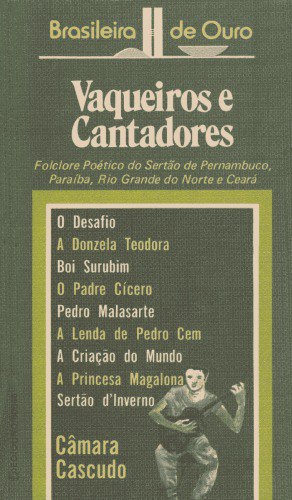 Brasileira de Ouro
Vaqueiros e
Cantadores
Folclore Poético do Sertão de Pernambuco,
Paraíba, Rio Grande do Norte e Ceará
O Desafio
A Donzela Teodora
Boi Surubim
O Padre Cícero
Pedro Malasarte
A Lenda de Pedro Cem
A Criação do Mundo
A Princesa Magalona
Sertão d'Inverno
Câmara
Cascudo